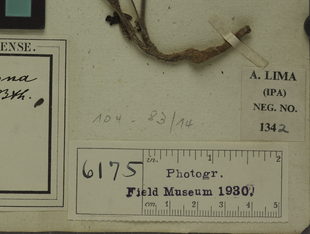 ENSE.
Bth.
A. LIMA
(IPA)
NEG. NO.
1342
104 - 83/14
6175
in. 1 2
Photogr.
Field Museum 1930.
cm. 1 2 3 4 5